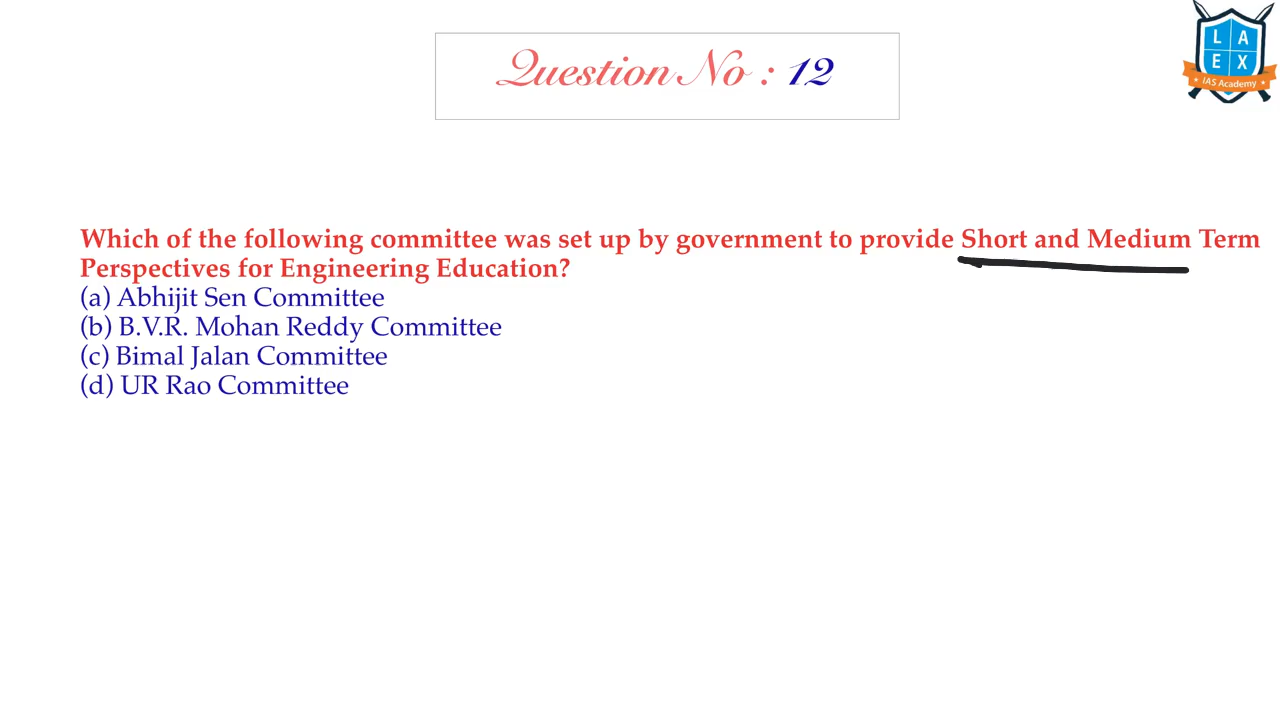 Question No : 12
L A
E X
iAS Academy
Which of the following committee was set up by government to provide Short and Medium Term
Perspectives for Engineering Education?
(a) Abhijit Sen Committee
(b) B.V.R. Mohan Reddy Committee
(c) Bimal Jalan Committee
(d) UR Rao Committee